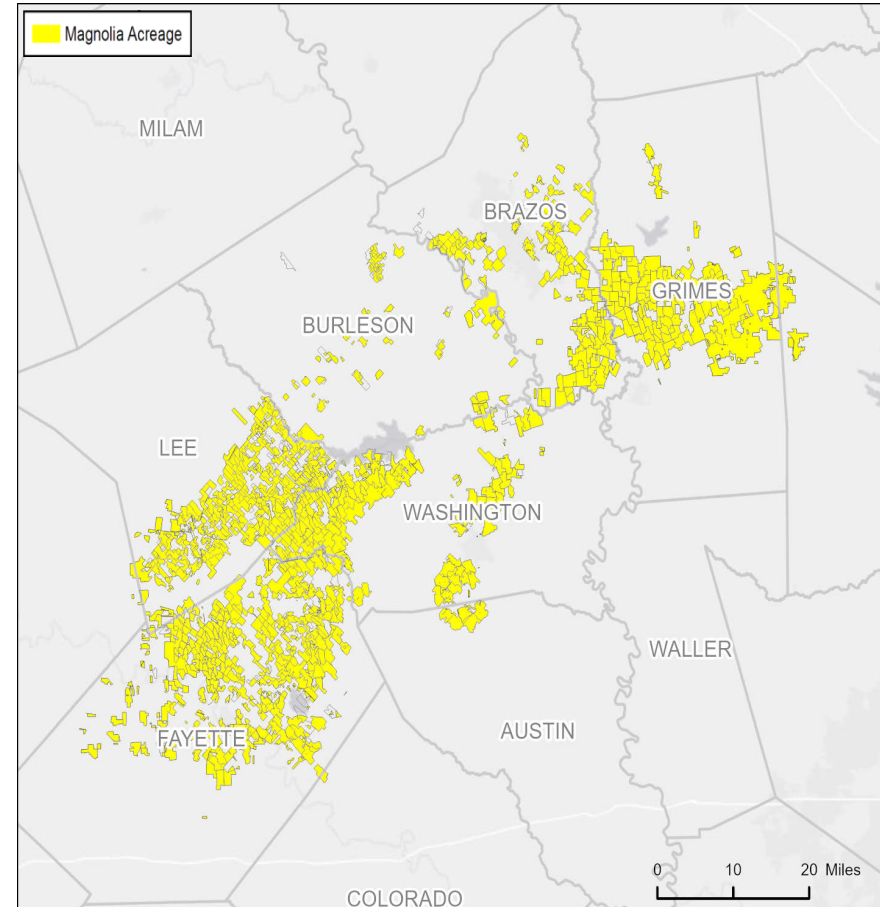 Magnolia Acreage
MILAM
BRAZOS
GRIMES
BURLESON
LEE
WASHINGTON
WALLER
AUSTIN
FAYETTE
0 10 20 Miles
COLORADO